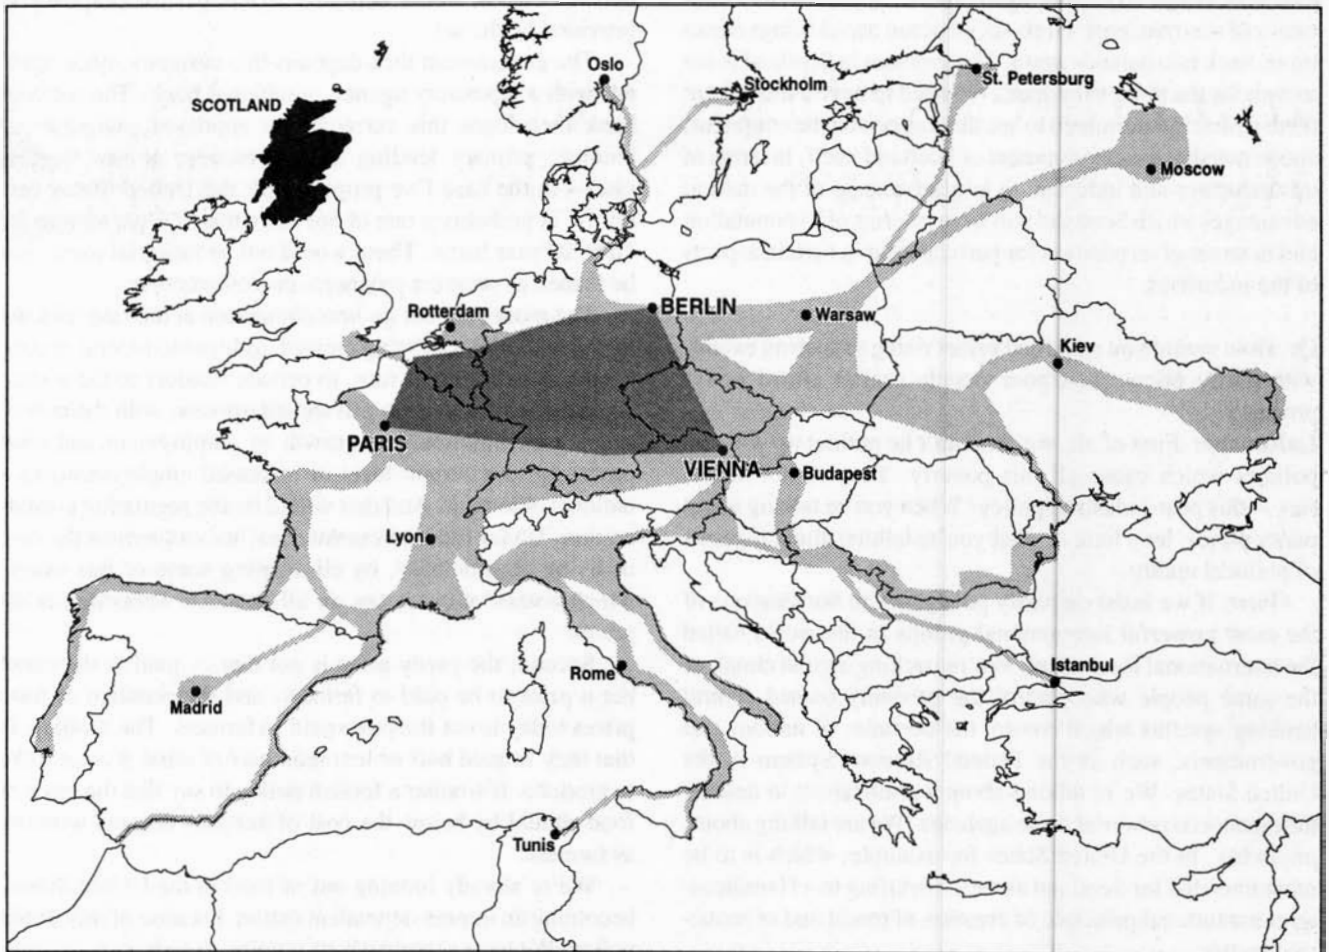 Oslo
Stockholm
St. Petersburg
SCOTLAND
Moscow
Rotterdam
BERLIN
Warsaw
Kiev
PARIS
VIENNA
Budapest
Lyon
Rome
Istanbul
Madrid
Tunis